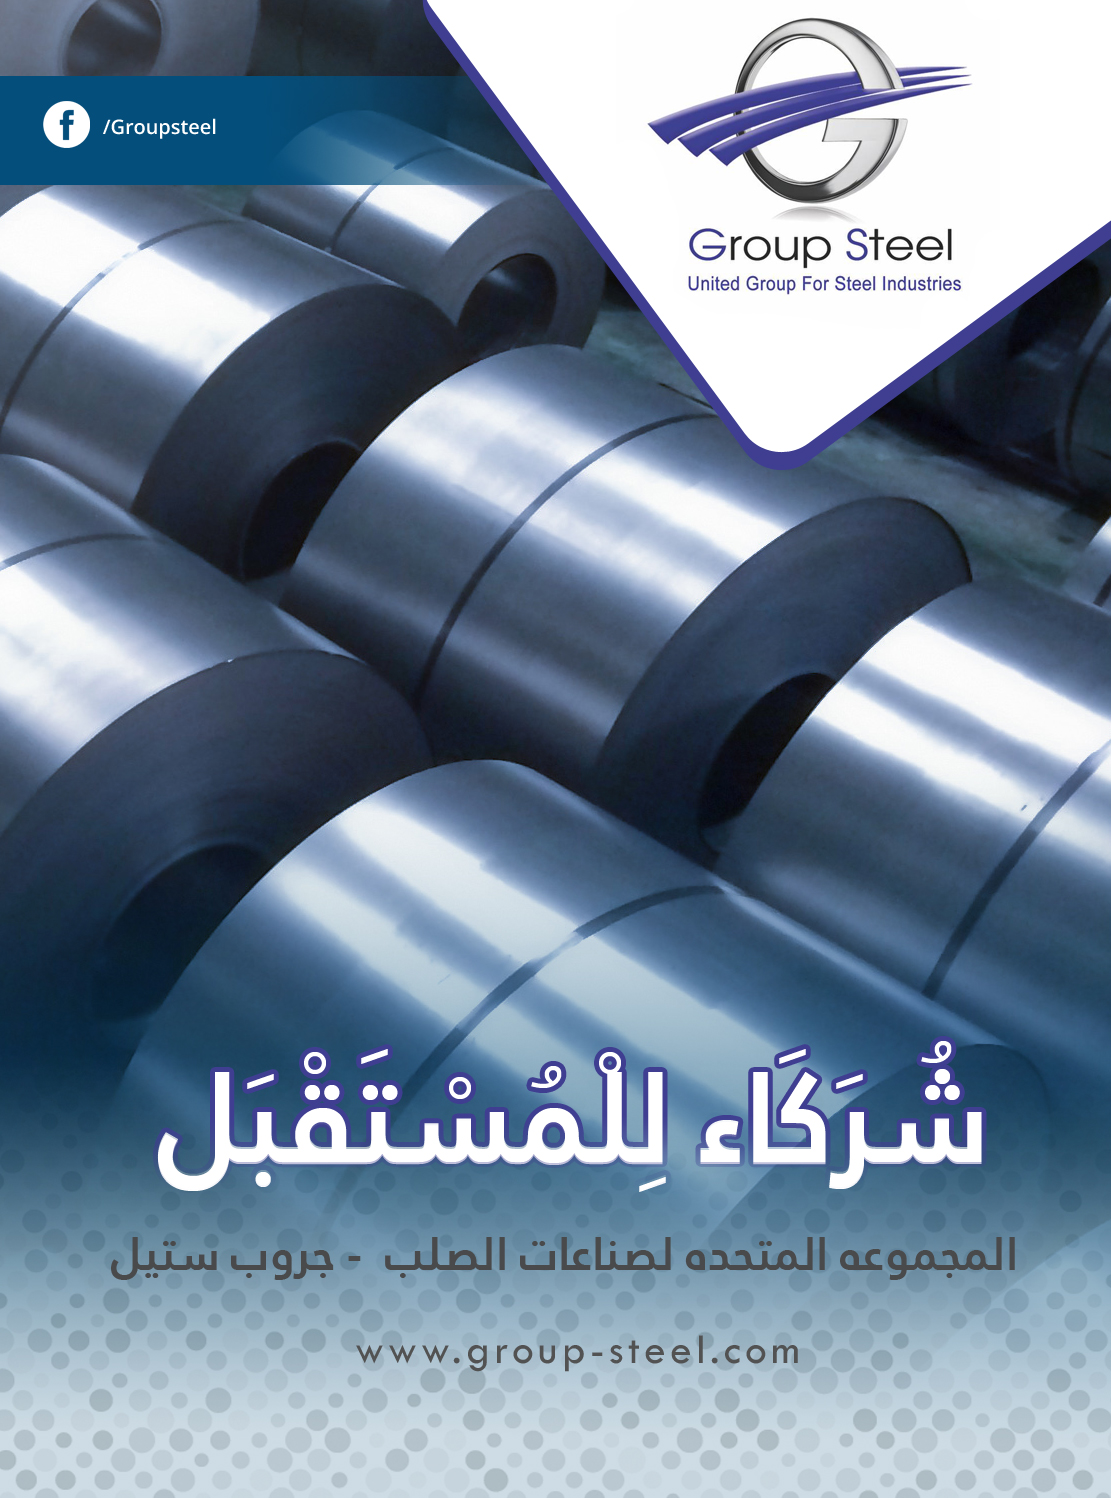 /Groupsteel
Group Steel
United Group For Steel Industries
شُرَكَاء لِلْمُسْتَقْبَل
المجموعه المتحده لصناعات الصلب - جروب ستيل
www.group-steel.com